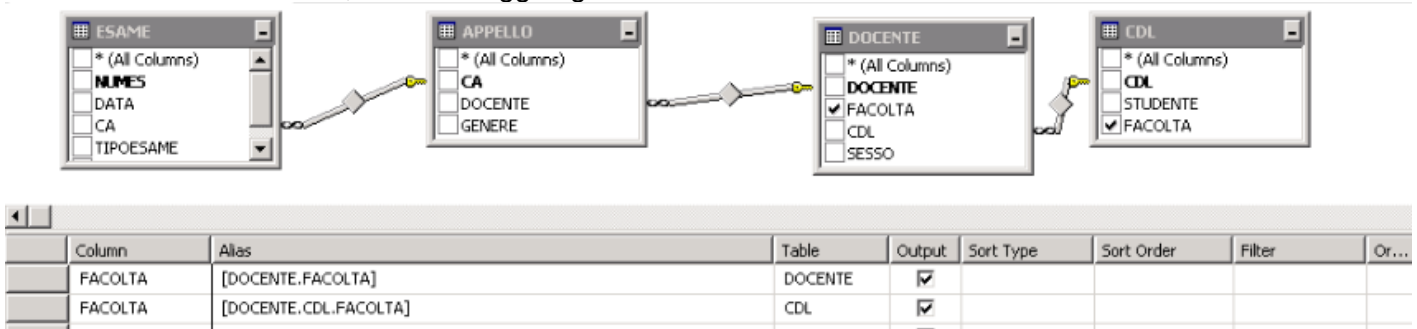 ESAME
* (All Columns)
NUMES
DATA
CA
TIPOESAME
APPELLO
* (All Columns)
CA
DOCENTE
GENERE
DOCENTE
* (All Columns)
DOCENTE
FACOLTA
CDL
SESSO
CDL
* (All Columns)
CDL
STUDENTE
FACOLTA
Column Alias Table Output Sort Type Sort Order Filter Or...
FACOLTA [DOCENTE.FACOLTA] DOCENTE
FACOLTA [DOCENTE.CDL.FACOLTA] CDL